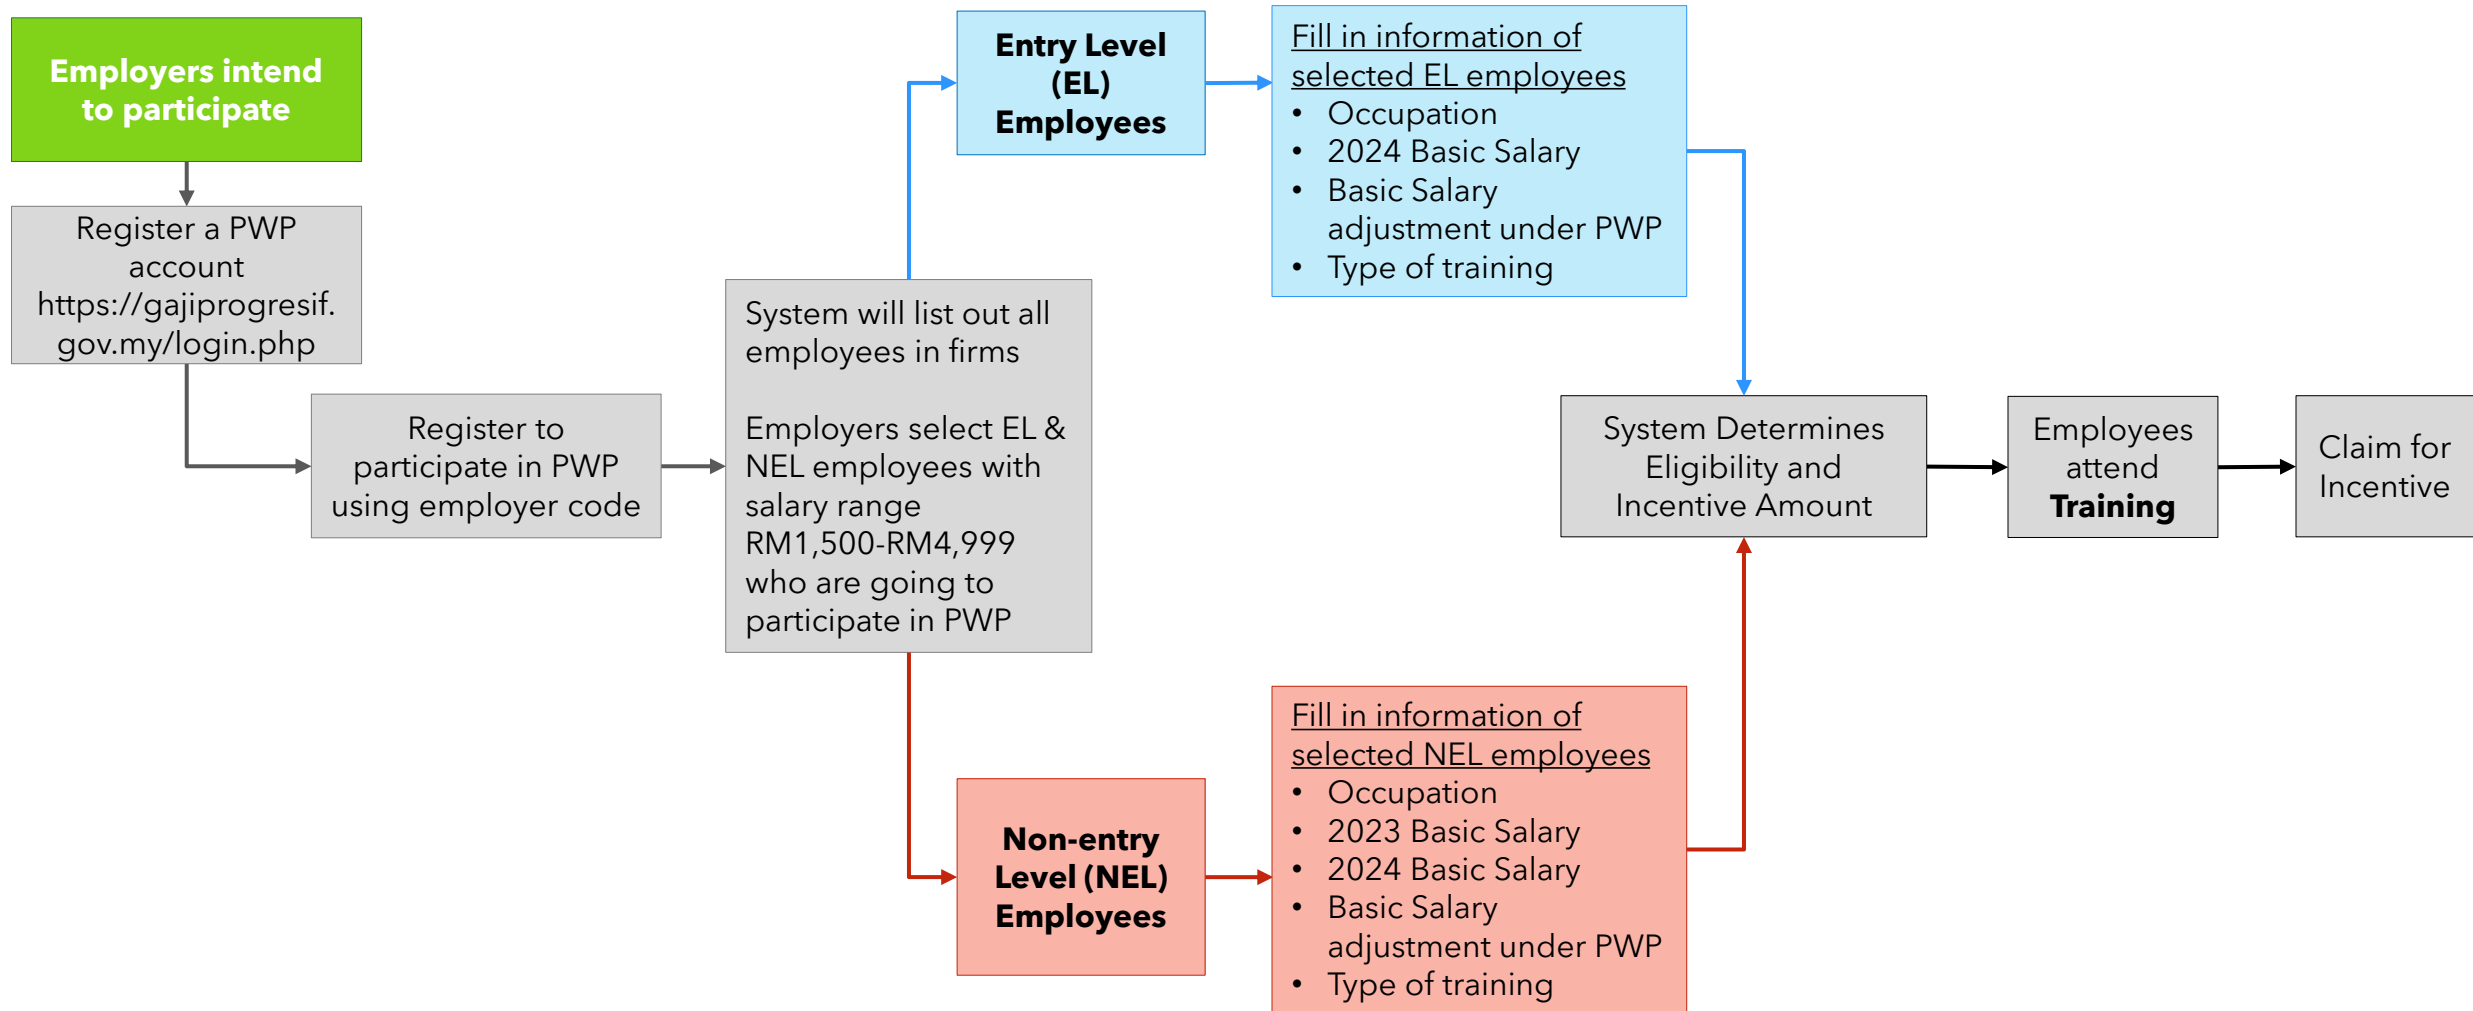 Employers intend
to participate
Register a PWP
account
https://gajiprogresif.
gov.my/login.php
Register to
participate in PWP
using employer code
System will list out all
employees in firms
Employers select EL &
NEL employees with
salary range
RM1,500-RM4,999
who are going to
participate in PWP
Entry Level
(EL)
Employees
Fill in information of
selected EL employees
• Occupation
• 2024 Basic Salary
• Basic Salary
adjustment under PWP
• Type of training
Non-entry
Level (NEL)
Employees
Fill in information of
selected NEL employees
• Occupation
• 2023 Basic Salary
• 2024 Basic Salary
• Basic Salary
adjustment under PWP
• Type of training
System Determines
Eligibility and
Incentive Amount
Employees
attend
Training
Claim for
Incentive